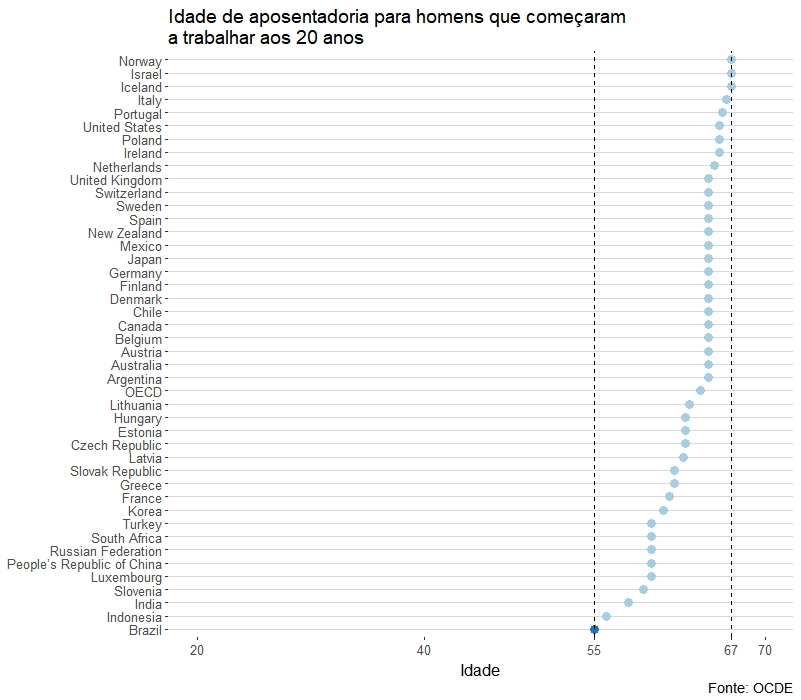 Idade de aposentadoria para homens que começaram
a trabalhar aos 20 anos
Norway
Israel
Iceland
Italy
Portugal
United States
Poland
Ireland
Netherlands
United Kingdom
Switzerland
Sweden
Spain
New Zealand
Mexico
Japan
Germany
Finland
Denmark
Chile
Canada
Belgium
Austria
Australia
Argentina
OECD
Lithuania
Hungary
Estonia
Czech Republic
Latvia
Slovak Republic
Greece
France
Korea
Turkey
South Africa
Russian Federation
People's Republic of China
Luxembourg
Slovenia
India
Indonesia
Brazil
20 40 55 67 70
Idade
Fonte: OCDE